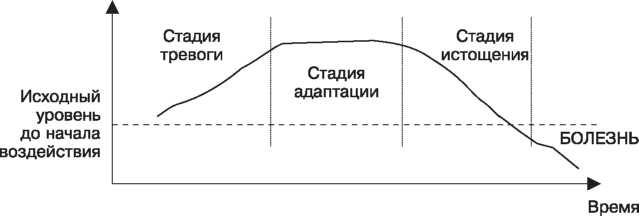 Стадия
тревоги
Стадия
адаптации
Стадия
истощения
Исходный
уровень
до начала
воздействия
БОЛЕЗНЬ
Время